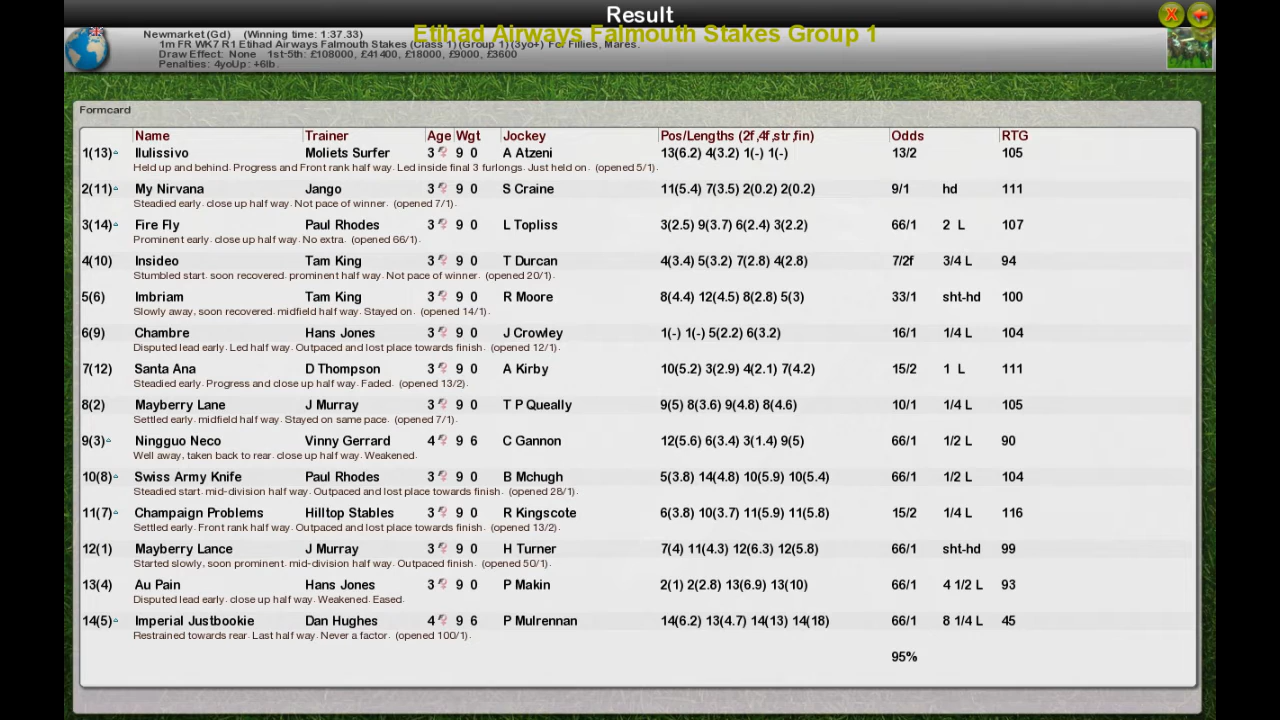 Result
Etihad Airways Falmouth Stakes Group 1
Newmarket (Gd) (Winning time: 1:37.33)
1m FR WK7 R1 Etihad Airways Falmouth Stakes (Class 1) (Group 1) (3yo+) For Fillies, Mares.
Draw Effect: None 1st-5th: £108000, £41400, £18000, £9000, £3600
Penalties: 4yoUp: +6lb.
Formcard
Name Trainer Age Wgt Jockey Pos/Lengths (2f,4f,str,fin) Odds RTG
1(13) Ilulissivo Moliets Surfer 3 9 0 A Atzeni 13(6.2) 4(3.2) 1(-) 1(-) 13/2 105
Held up and behind. Progress and Front rank half way. Led inside final 3 furlongs. Just held on. (opened 5/1).
2(11) My Nirvana Jango 3 9 0 S Craine 11(5.4) 7(3.5) 2(0.2) 2(0.2) 9/1 hd 111
Steadied early. close up half way. Not pace of winner. (opened 7/1).
3(14) Fire Fly Paul Rhodes 3 9 0 L Topliss 3(2.5) 9(3.7) 6(2.4) 3(2.2) 66/1 2 L 107
Prominent early. close up half way. No extra. (opened 66/1).
4(10) Insideo Tam King 3 9 0 T Durcan 4(3.4) 5(3.2) 7(2.8) 4(2.8) 7/2f 3/4 L 94
Stumbled start. soon recovered. prominent half way. Not pace of winner. (opened 20/1).
5(6) Imbriam Tam King 3 9 0 R Moore 8(4.4) 12(4.5) 8(2.8) 5(3) 33/1 sht-hd 100
Slowly away, soon recovered. midfield half way. Stayed on. (opened 14/1).
6(9) Chambre Hans Jones 3 9 0 J Crowley 1(-) 1(-) 5(2.2) 6(3.2) 16/1 1/4 L 104
Disputed lead early. Led half way. Outpaced and lost place towards finish. (opened 12/1).
7(12) Santa Ana D Thompson 3 9 0 A Kirby 10(5.2) 3(2.9) 4(2.1) 7(4.2) 15/2 1 L 111
Steadied early. Progress and close up half way. Faded. (opened 13/2).
8(2) Mayberry Lane J Murray 3 9 0 T P Queally 9(5) 8(3.6) 9(4.8) 8(4.6) 10/1 1/4 L 105
Settled early. midfield half way. Stayed on same pace. (opened 7/1).
9(3) Ningguo Neco Vinny Gerrard 4 9 6 C Gannon 12(5.6) 6(3.4) 3(1.4) 9(5) 66/1 1/2 L 90
Well away, taken back to rear. close up half way. Weakened.
10(8) Swiss Army Knife Paul Rhodes 3 9 0 B Mchugh 5(3.8) 14(4.8) 10(5.9) 10(5.4) 66/1 1/2 L 104
Steadied start. mid-division half way. Outpaced and lost place towards finish. (opened 28/1).
11(7) Champaign Problems Hilltop Stables 3 9 0 R Kingscote 6(3.8) 10(3.7) 11(5.9) 11(5.8) 15/2 1/4 L 116
Settled early. Front rank half way. Outpaced and lost place towards finish. (opened 13/2).
12(1) Mayberry Lance J Murray 3 9 0 H Turner 7(4) 11(4.3) 12(6.3) 12(5.8) 66/1 sht-hd 99
Started slowly, soon prominent. mid-division half way. Outpaced finish. (opened 50/1).
13(4) Au Pain Hans Jones 3 9 0 P Makin 2(1) 2(2.8) 13(6.9) 13(10) 66/1 4 1/2 L 93
Disputed lead early. close up half way. Weakened. Eased.
14(5) Imperial Justbookie Dan Hughes 4 9 6 P Mulrennan 14(6.2) 13(4.7) 14(13) 14(18) 66/1 8 1/4 L 45
Restrained towards rear. Last half way. Never a factor. (opened 100/1).
95%